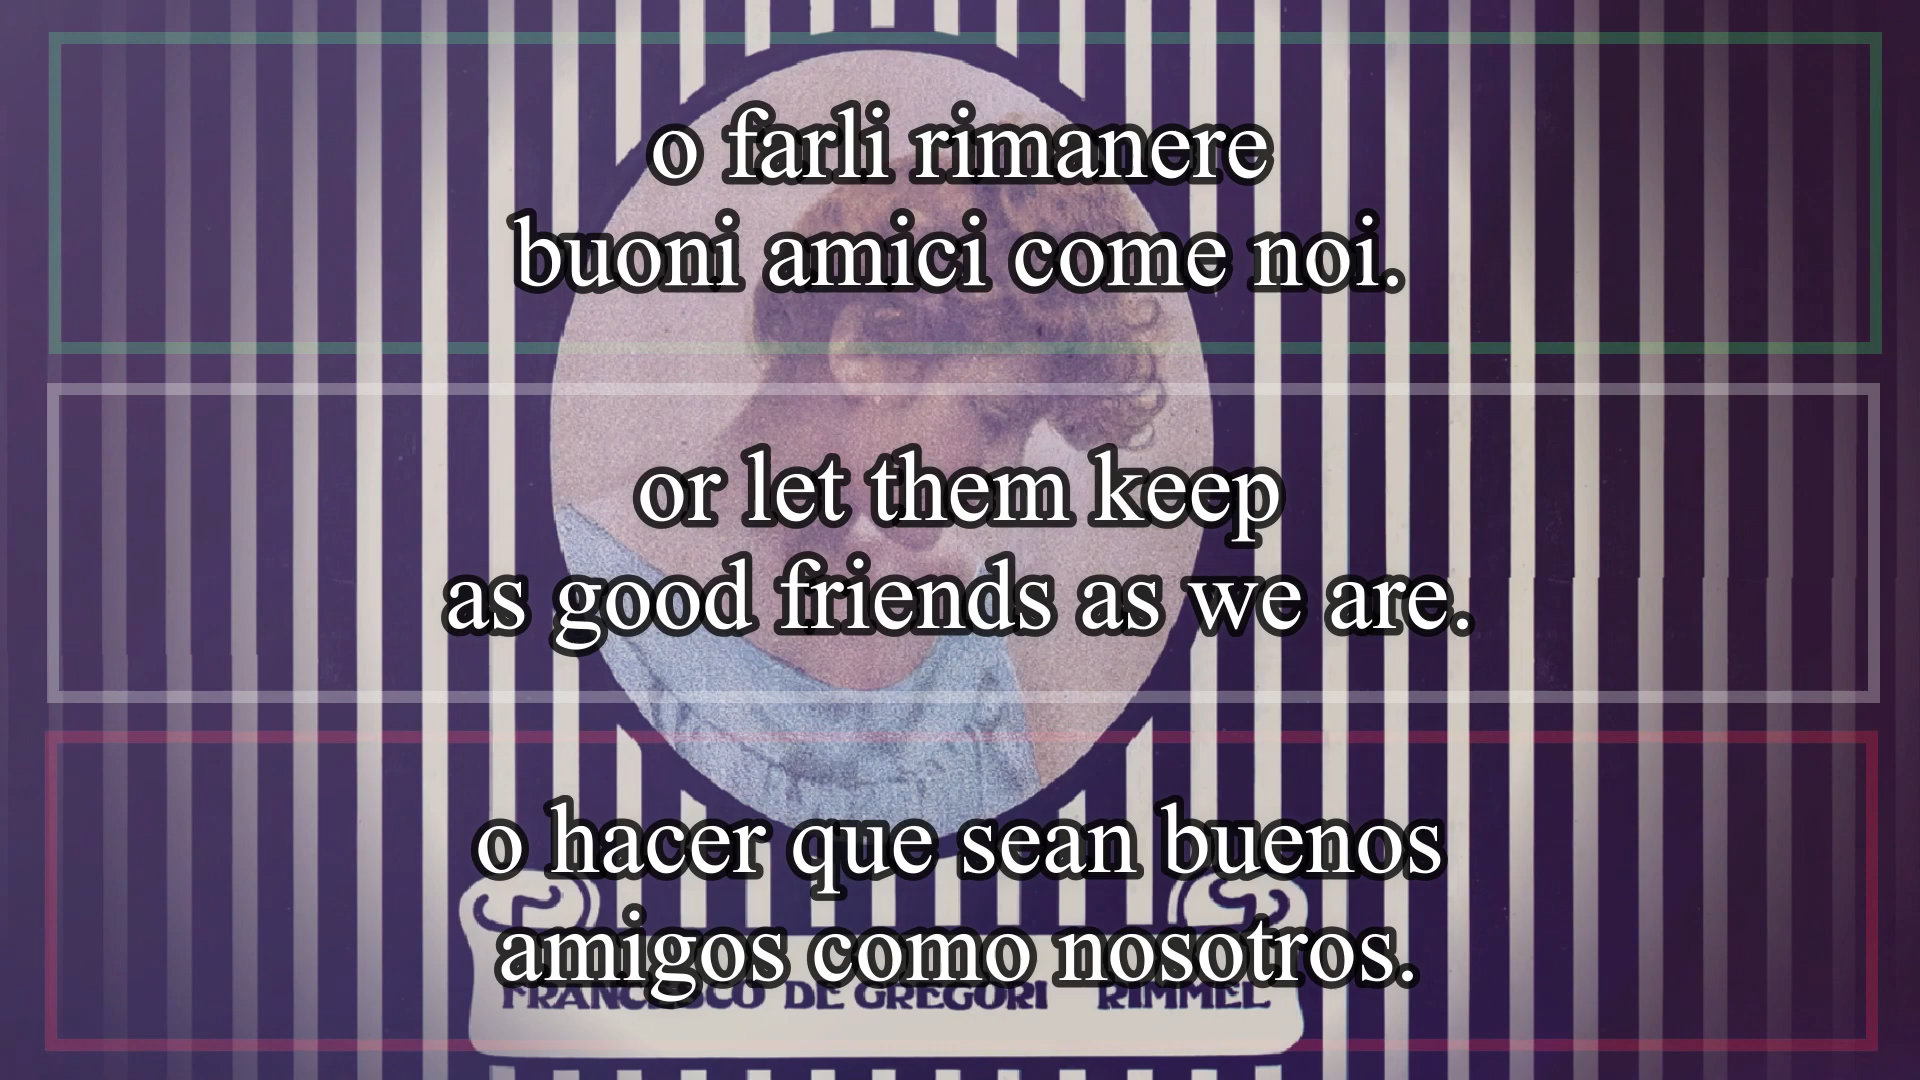 o farli rimanere
buoni amici come noi.
or let them keep
as good friends as we are.
o hacer que sean buenos
amigos como nosotros.
FRANCESCO DE GREGORI RIMMEL